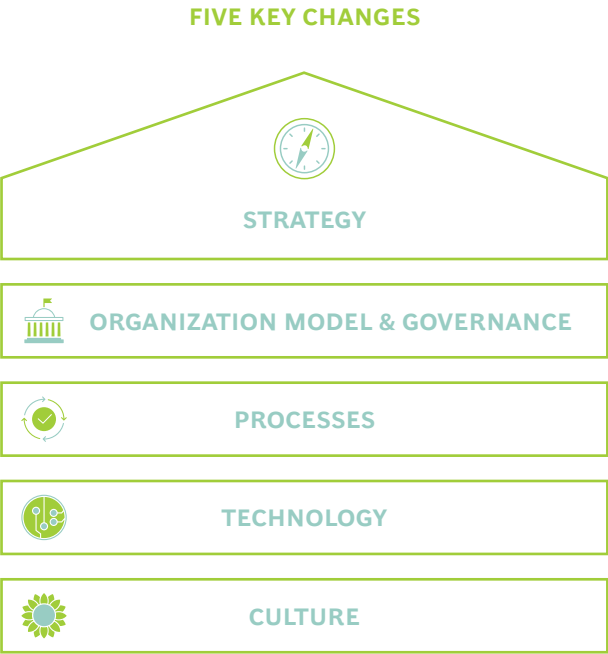 FIVE KEY CHANGES
STRATEGY
ORGANIZATION MODEL & GOVERNANCE
PROCESSES
TECHNOLOGY
CULTURE